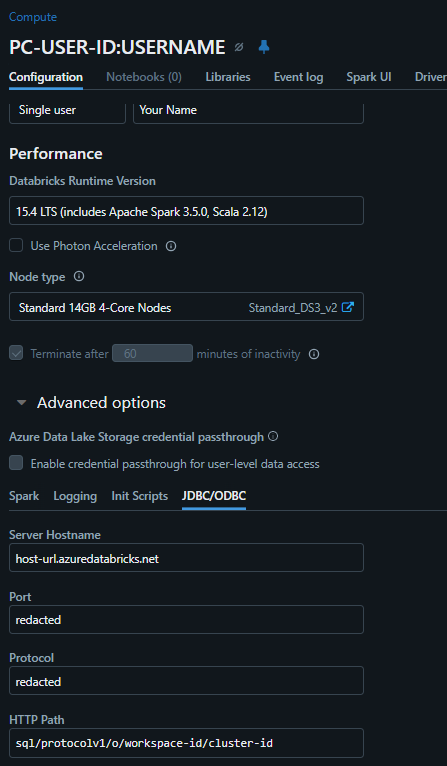 Compute
PC-USER-ID:USERNAME
Configuration Notebooks (0) Libraries Event log Spark UI Driver
Single user Your Name
Performance
Databricks Runtime Version
15.4 LTS (includes Apache Spark 3.5.0, Scala 2.12)
Use Photon Acceleration
Node type
Standard 14GB 4-Core Nodes Standard_DS3_v2
Terminate after 60 minutes of inactivity
Advanced options
Azure Data Lake Storage credential passthrough
Enable credential passthrough for user-level data access
Spark Logging Init Scripts JDBC/ODBC
Server Hostname
host-url.azuredatabricks.net
Port
redacted
Protocol
redacted
HTTP Path
sql/protocolv1/o/workspace-id/cluster-id